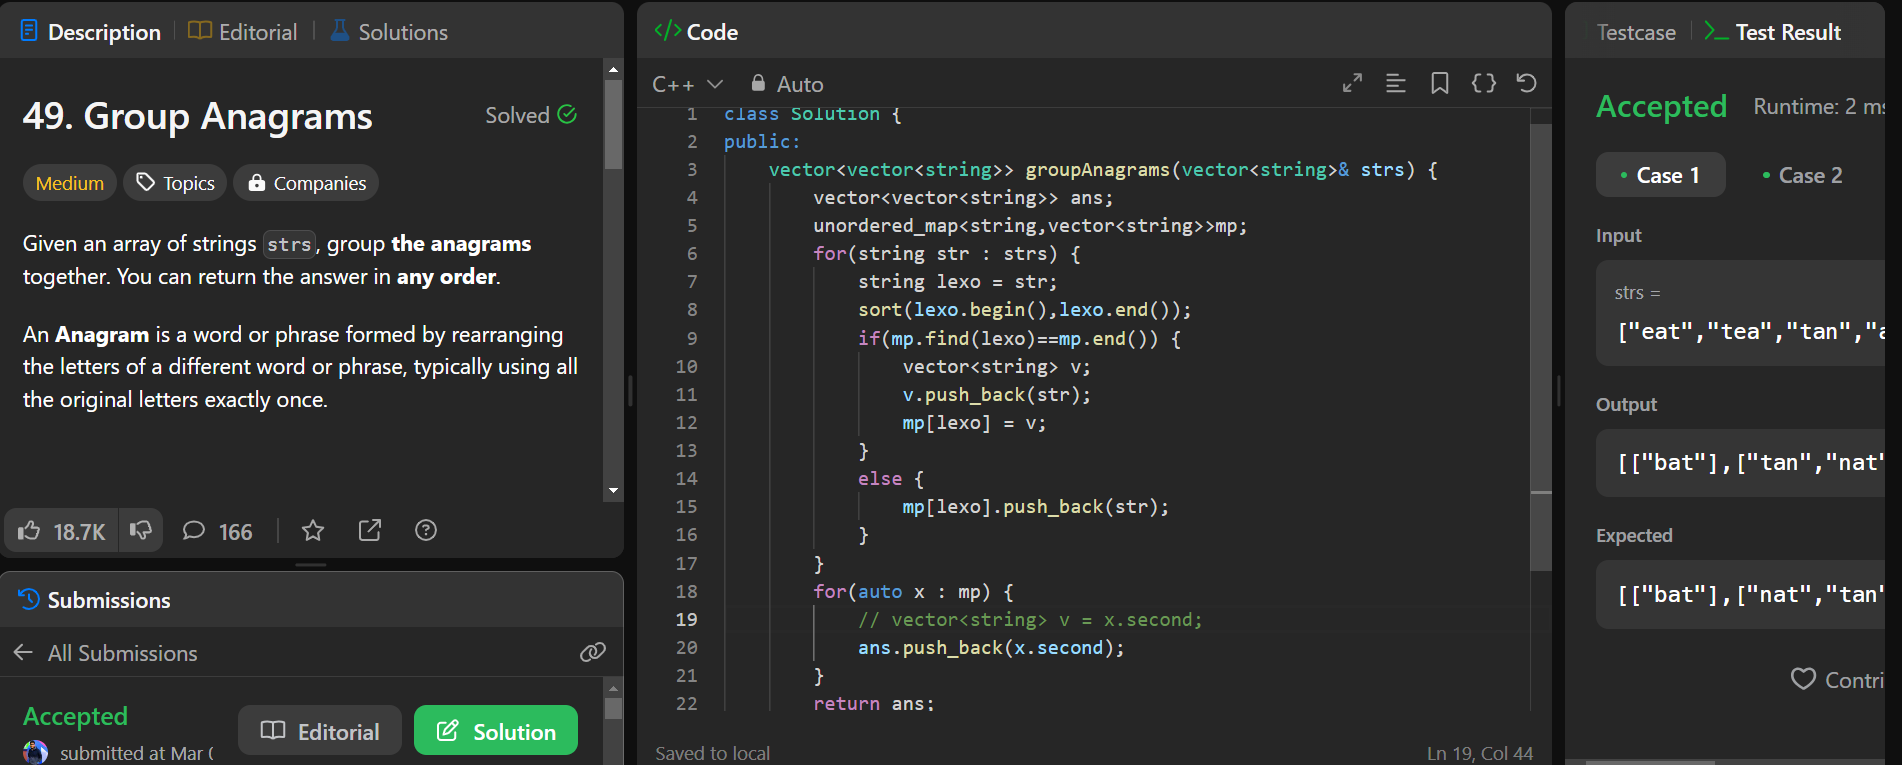 Description
Editorial
Solutions
49. Group Anagrams
Solved
Medium
Topics
Companies
Given an array of strings strs, group the anagrams
together. You can return the answer in any order.
An Anagram is a word or phrase formed by rearranging
the letters of a different word or phrase, typically using all
the original letters exactly once.
18.7K
166
Submissions
All Submissions
Accepted
submitted at Mar
Editorial
Solution
</> Code
C++
Auto
1 class Solution {
2 public:
3 vector<vector<string>> groupAnagrams(vector<string>& strs) {
4 vector<vector<string>> ans;
5 unordered_map<string,vector<string>>mp;
6 for(string str : strs) {
7 string lexo = str;
8 sort(lexo.begin(),lexo.end());
9 if(mp.find(lexo)==mp.end()) {
10 vector<string> v;
11 v.push_back(str);
12 mp[lexo] = v;
13 }
14 else {
15 mp[lexo].push_back(str);
16 }
17 }
18 for(auto x : mp) {
19 // vector<string> v = x.second;
20 ans.push_back(x.second);
21 }
22 return ans;
Saved to local
Ln 19, Col 44
Testcase
Test Result
Accepted
Runtime: 2 ms
• Case 1
• Case 2
Input
strs =
["eat","tea","tan","a
Output
[["bat"],["tan","nat"
Expected
[["bat"],["nat","tan"
Contri